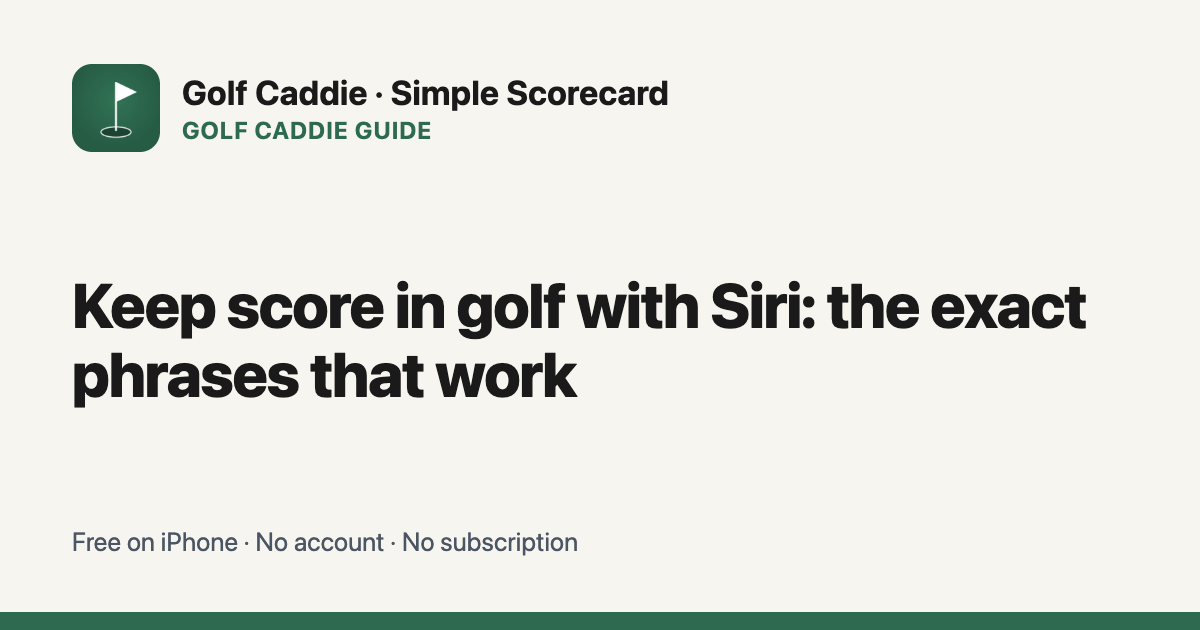 Golf Caddie · Simple Scorecard
GOLF CADDIE GUIDE
Keep score in golf with Siri: the exact
phrases that work
Free on iPhone · No account · No subscription